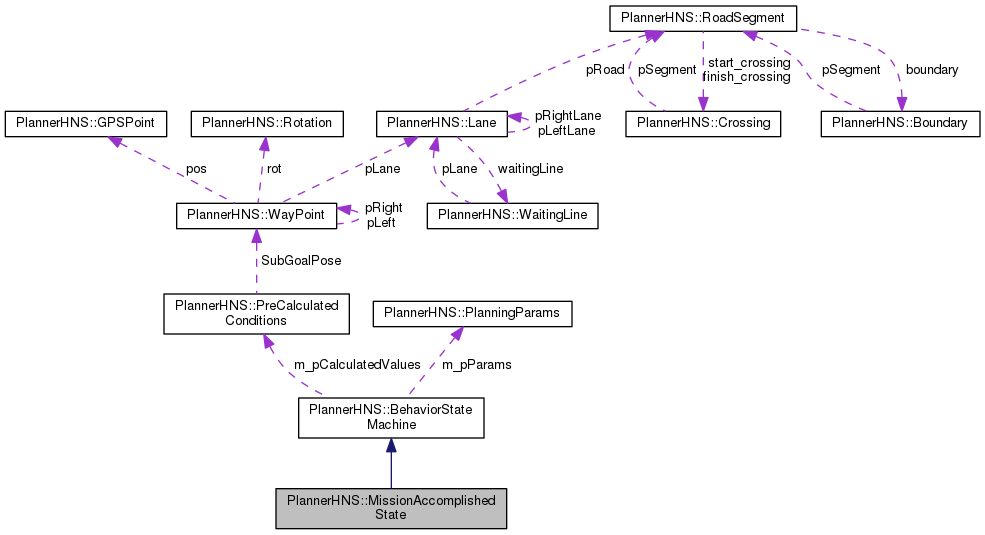 PlannerHNS::RoadSegment
start_crossing
finish_crossing
pRoad
pSegment
pSegment
boundary
PlannerHNS::GPSPoint
PlannerHNS::Rotation
PlannerHNS::Lane
pRightLane
pLeftLane
PlannerHNS::Crossing
PlannerHNS::Boundary
pos
rot
pLane
pLane
waitingLine
PlannerHNS::WayPoint
pRight
pLeft
PlannerHNS::WaitingLine
SubGoalPose
PlannerHNS::PreCalculated
Conditions
PlannerHNS::PlanningParams
m_pCalculatedValues
m_pParams
PlannerHNS::BehaviorState
Machine
PlannerHNS::MissionAccomplished
State